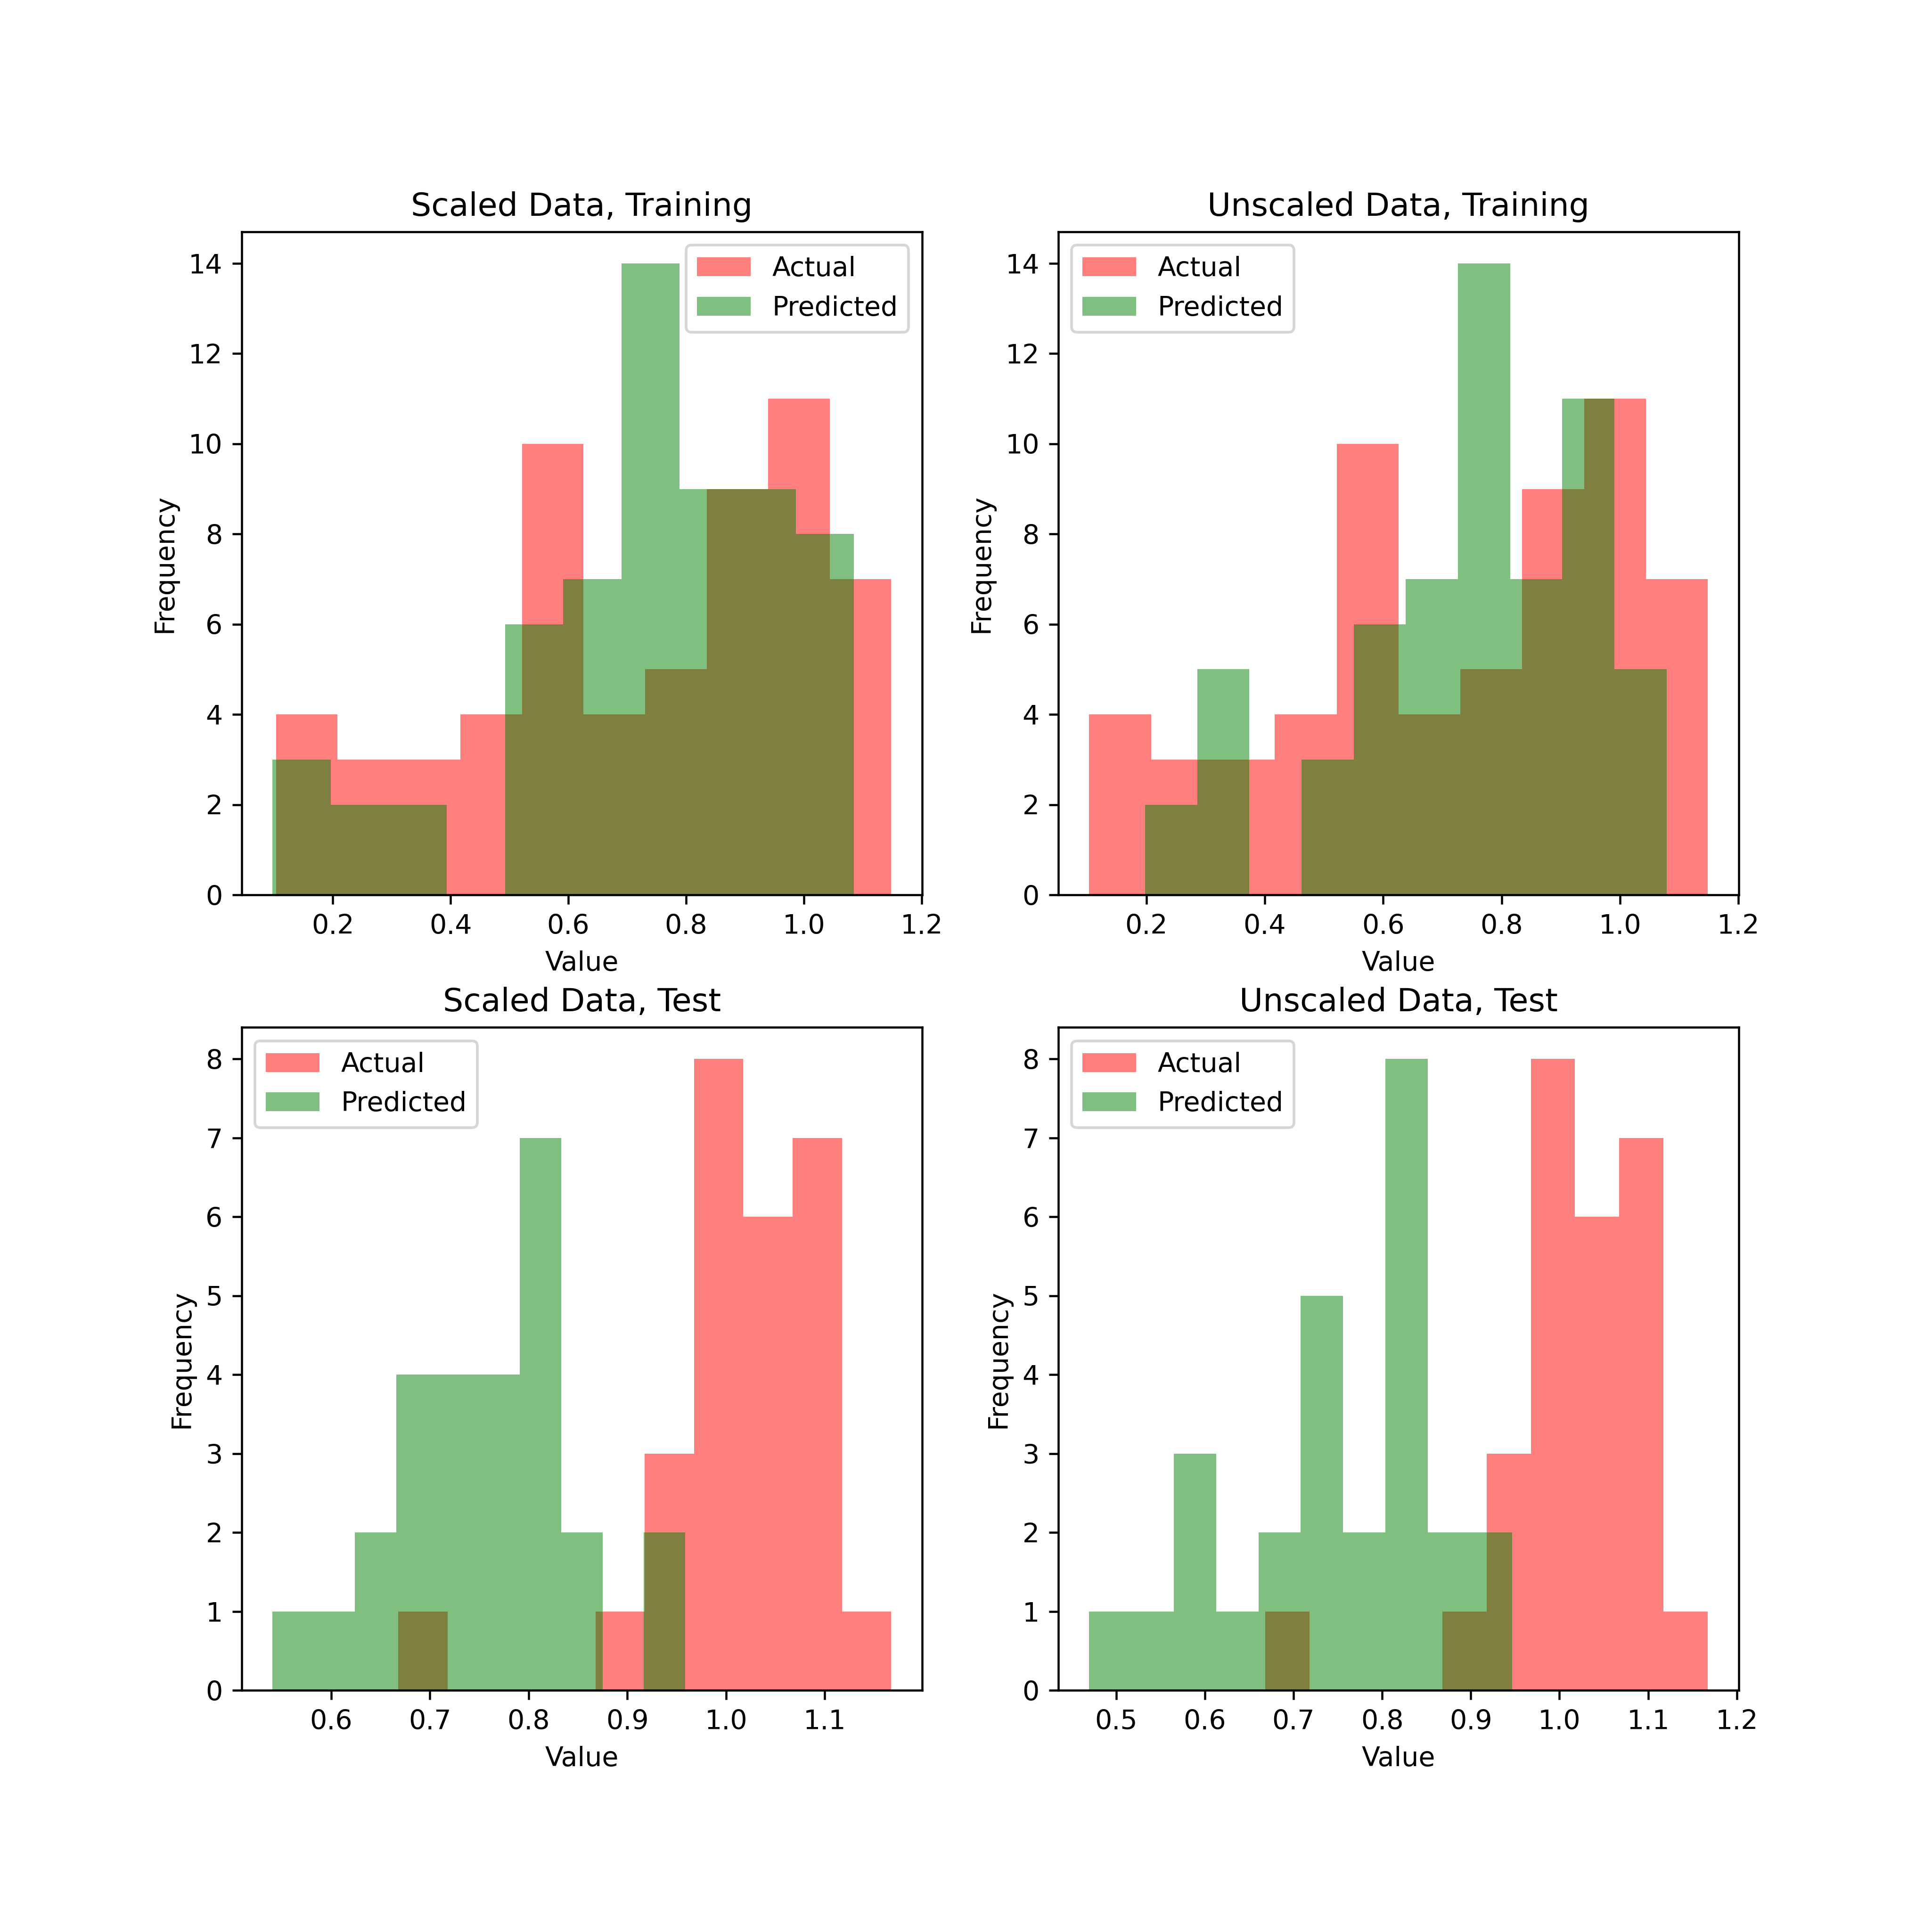 Scaled Data, Training
14
12
10
8
6
4
2
0
Frequency
Actual
Predicted
0.2 0.4 0.6 0.8 1.0 1.2
Value
Unscaled Data, Training
14
12
10
8
6
4
2
0
Frequency
Actual
Predicted
0.2 0.4 0.6 0.8 1.0 1.2
Value
Scaled Data, Test
8
7
6
5
4
3
2
1
0
Frequency
Actual
Predicted
0.6 0.7 0.8 0.9 1.0 1.1
Value
Unscaled Data, Test
8
7
6
5
4
3
2
1
0
Frequency
Actual
Predicted
0.5 0.6 0.7 0.8 0.9 1.0 1.1 1.2
Value